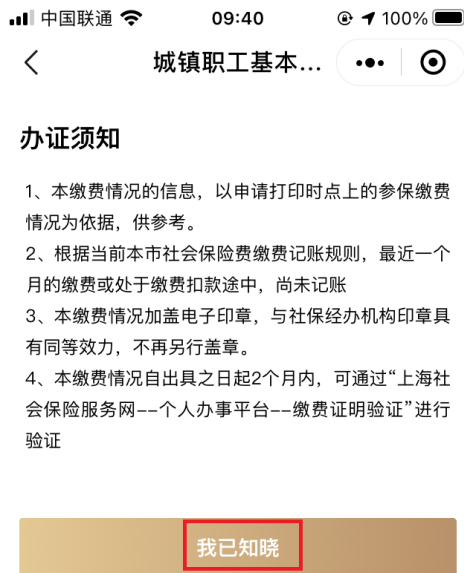 中国联通 09:40 100%
城镇职工基本...
办证须知
1、本缴费情况的信息，以申请打印时点上的参保缴费
情况为依据，供参考。
2、根据当前本市社会保险费缴费记账规则，最近一个
月的缴费或处于缴费扣款途中，尚未记账
3、本缴费情况加盖电子印章，与社保经办机构印章具
有同等效力，不再另行盖章。
4、本缴费情况自出具之日起2个月内，可通过“上海社
会保险服务网--个人办事平台--缴费证明验证”进行
验证
我已知晓